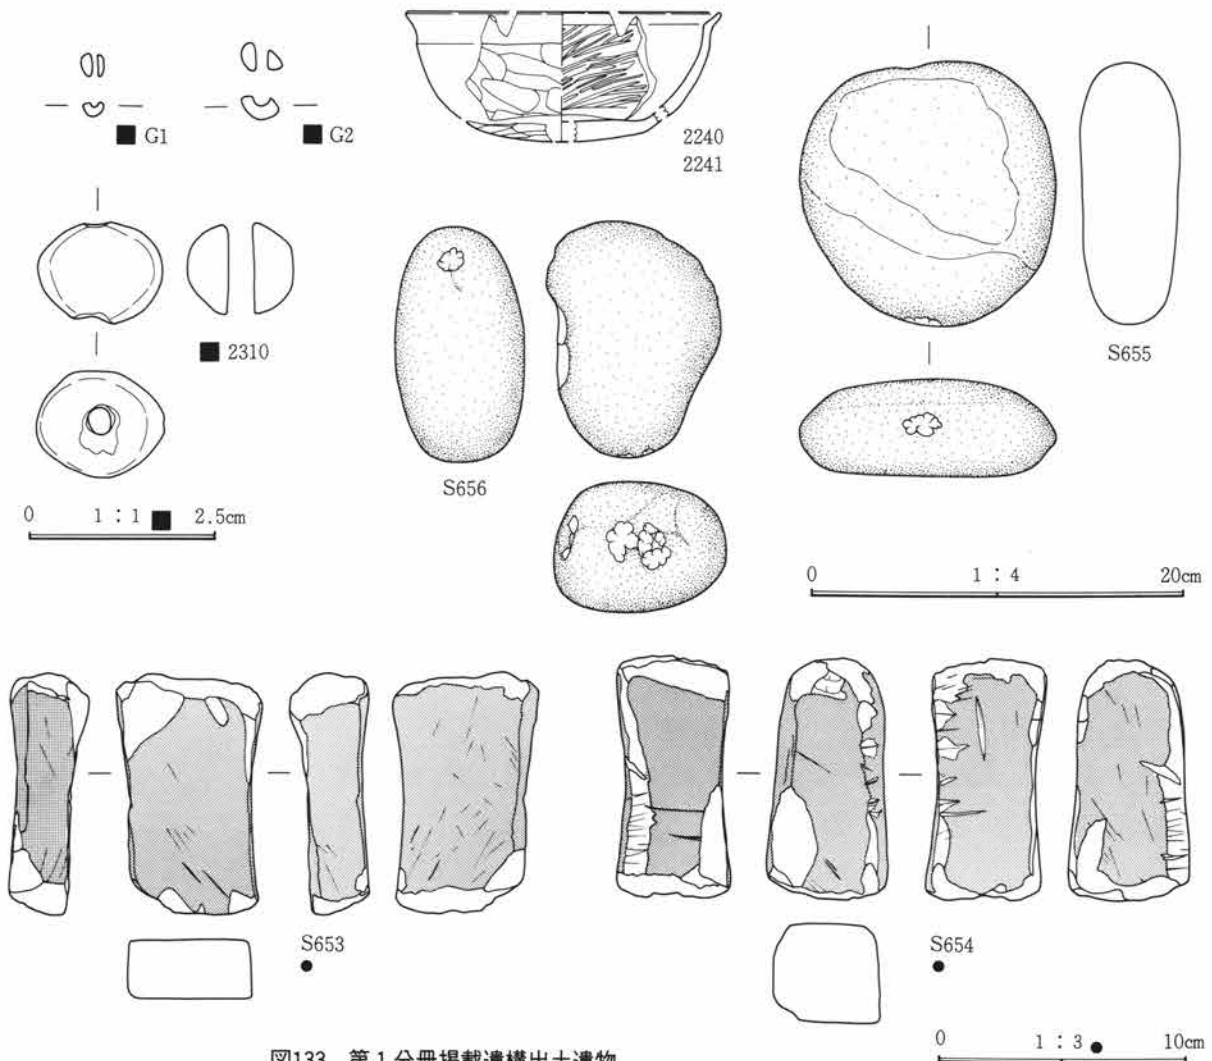 ■ G1
■ G2
2240
2241
■ 2310
S655
S656
0 1：1 ■ 2.5cm
0 1：4 20cm
S653
●
S654
●
0 1：3 ● 10cm
図133 第1分冊掲載遺構出土遺物